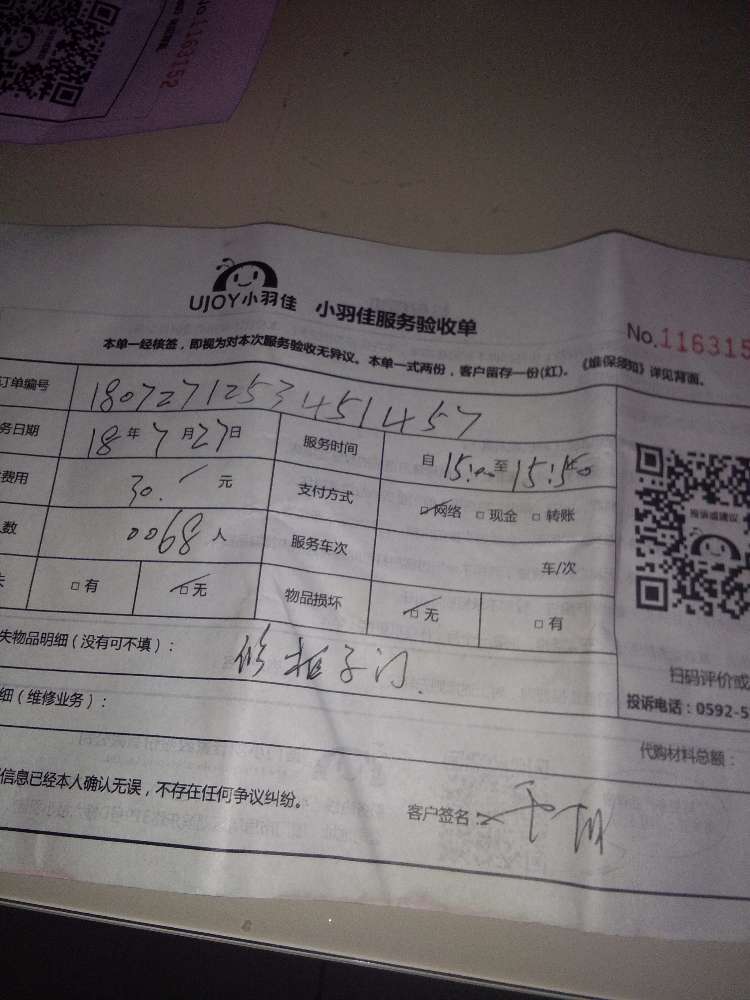 No.1163152
UJOY小羽佳 小羽佳服务验收单
No.116315
本单一经核签，即视为对本次服务验收无异议。本单一式两份，客户留存一份(红)。《维保须知》详见背面。
订单编号 1807271253451457
务日期 18年7月27日 服务时间 自15:00至15:50
费用 30.元 支付方式 □网络 □现金 □转账
人数 0068人 服务车次 车/次
失 □有 □无 物品损坏 □无 □有
扫码评价或
投诉电话：0592-5
失物品明细（没有可不填）： 修柜子门.
细（维修业务）：
代购材料总额：
信息已经本人确认无误，不存在任何争议纠纷。
客户签名：